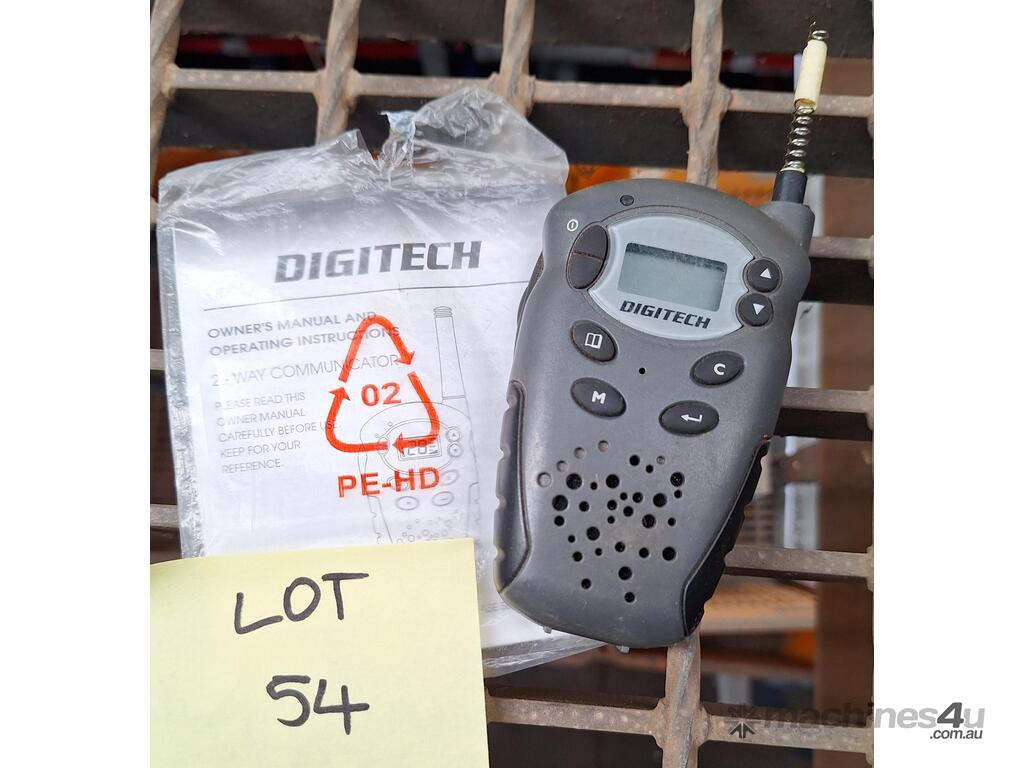 DIGITECH
OWNER'S MANUAL AND
OPERATING INSTRUCTIONS
2 - WAY COMMUNICATOR
PLEASE READ THIS
OWNER MANUAL
CAREFULLY BEFORE USE.
KEEP FOR YOUR
REFERENCE.
02
PE-HD
DIGITECH
C
M
LOT
54
machines4u
.com.au